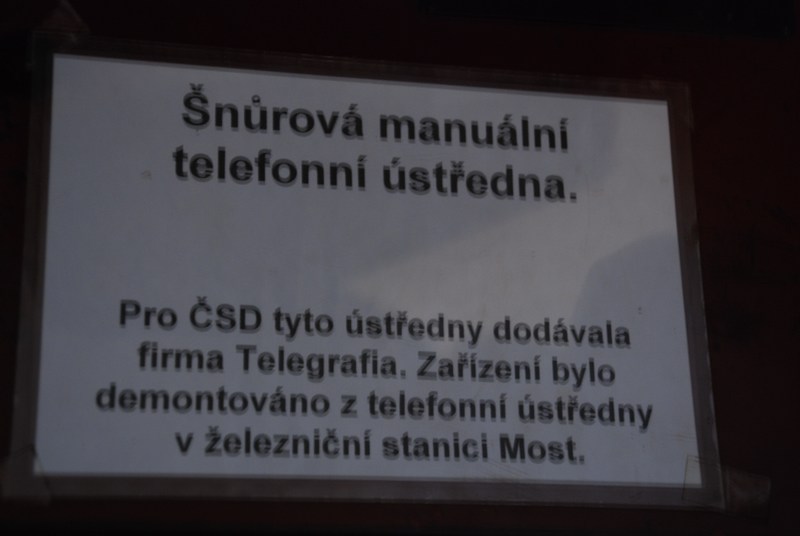 Šnůrová manuální
telefonní ústředna.
Pro ČSD tyto ústředny dodávala
firma Telegrafia. Zařízení bylo
demontováno z telefonní ústředny
v železniční stanici Most.